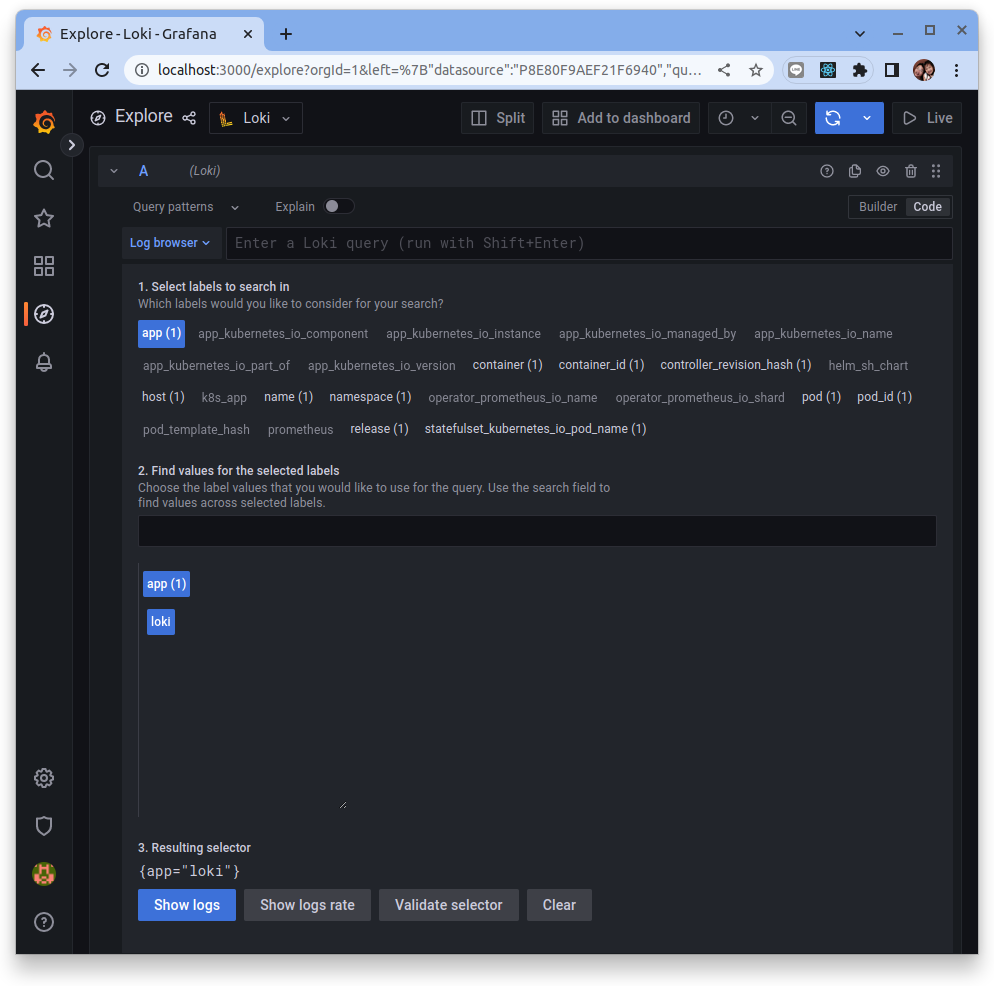 Explore - Loki - Grafana
localhost:3000/explore?orgId=1&left=%7B"datasource":"P8E80F9AEF21F6940","qu...
Explore Loki Split Add to dashboard Live
A (Loki)
Query patterns Explain Builder Code
Log browser Enter a Loki query (run with Shift+Enter)
1. Select labels to search in
Which labels would you like to consider for your search?
app (1) app_kubernetes_io_component app_kubernetes_io_instance app_kubernetes_io_managed_by app_kubernetes_io_name
app_kubernetes_io_part_of app_kubernetes_io_version container (1) container_id (1) controller_revision_hash (1) helm_sh_chart
host (1) k8s_app name (1) namespace (1) operator_prometheus_io_name operator_prometheus_io_shard pod (1) pod_id (1)
pod_template_hash prometheus release (1) statefulset_kubernetes_io_pod_name (1)
2. Find values for the selected labels
Choose the label values that you would like to use for the query. Use the search field to
find values across selected labels.
app (1)
loki
3. Resulting selector
{app="loki"}
Show logs Show logs rate Validate selector Clear